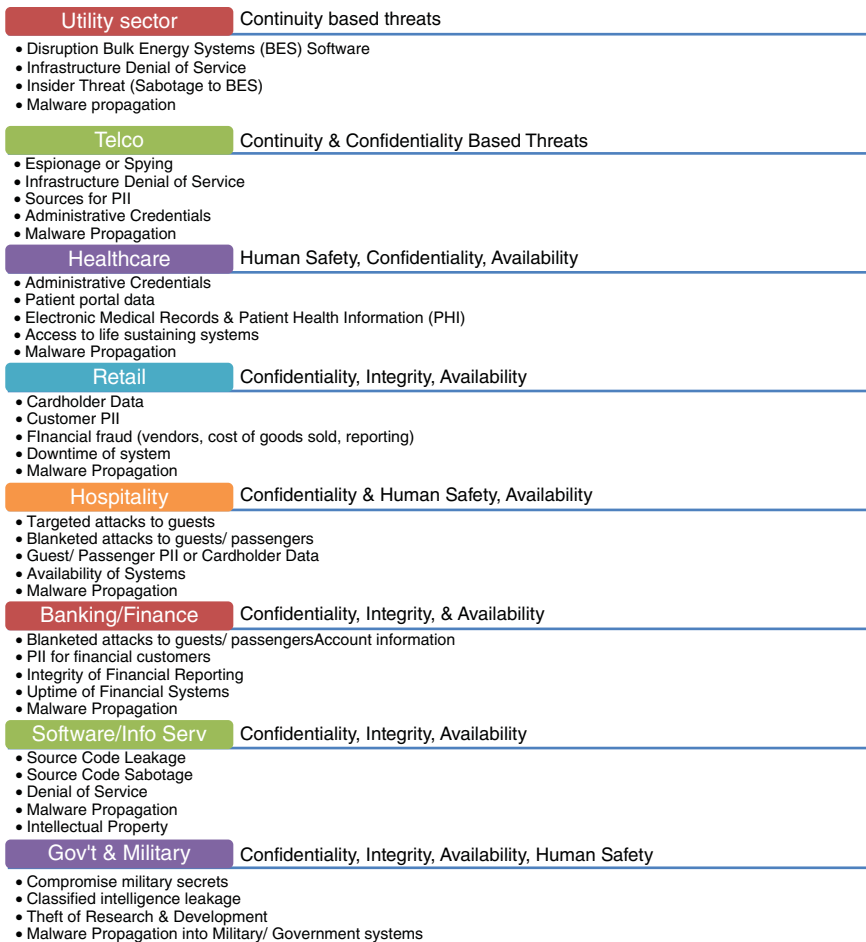 Utility sector Continuity based threats
• Disruption Bulk Energy Systems (BES) Software
• Infrastructure Denial of Service
• Insider Threat (Sabotage to BES)
• Malware propagation
Telco Continuity & Confidentiality Based Threats
• Espionage or Spying
• Infrastructure Denial of Service
• Sources for PII
• Administrative Credentials
• Malware Propagation
Healthcare Human Safety, Confidentiality, Availability
• Administrative Credentials
• Patient portal data
• Electronic Medical Records & Patient Health Information (PHI)
• Access to life sustaining systems
• Malware Propagation
Retail Confidentiality, Integrity, Availability
• Cardholder Data
• Customer PII
• FInancial fraud (vendors, cost of goods sold, reporting)
• Downtime of system
• Malware Propagation
Hospitality Confidentiality & Human Safety, Availability
• Targeted attacks to guests
• Blanketed attacks to guests/ passengers
• Guest/ Passenger PII or Cardholder Data
• Availability of Systems
• Malware Propagation
Banking/Finance Confidentiality, Integrity, & Availability
• Blanketed attacks to guests/ passengersAccount information
• PII for financial customers
• Integrity of Financial Reporting
• Uptime of Financial Systems
• Malware Propagation
Software/Info Serv Confidentiality, Integrity, Availability
• Source Code Leakage
• Source Code Sabotage
• Denial of Service
• Malware Propagation
• Intellectual Property
Gov't & Military Confidentiality, Integrity, Availability, Human Safety
• Compromise military secrets
• Classified intelligence leakage
• Theft of Research & Development
• Malware Propagation into Military/ Government systems